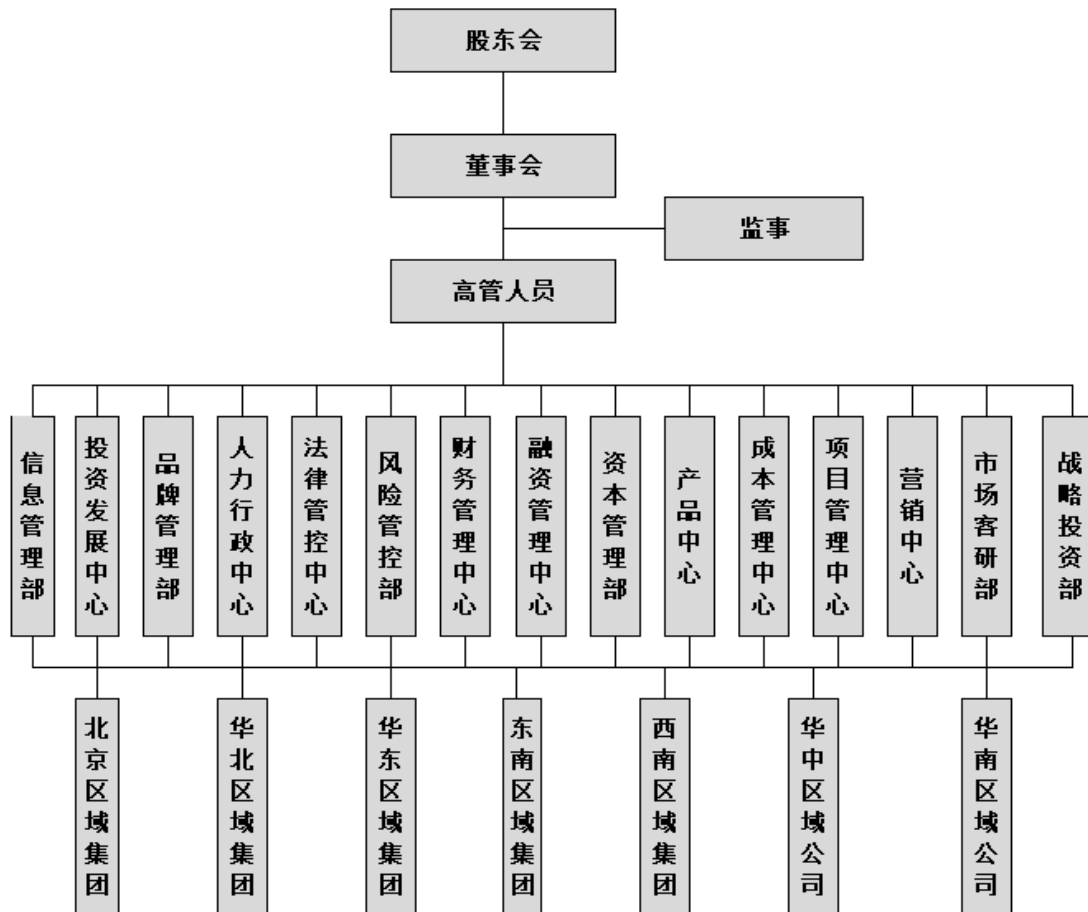 股东会
董事会
监事
高管人员
信息管理部
投资发展中心
品牌管理部
人力行政中心
法律管控中心
风险管控部
财务管理中心
融资管理中心
资本管理部
产品中心
成本管理中心
项目管理中心
营销中心
市场客研部
战略投资部
北京区域集团
华北区域集团
华东区域集团
东南区域集团
西南区域集团
华中区域公司
华南区域公司